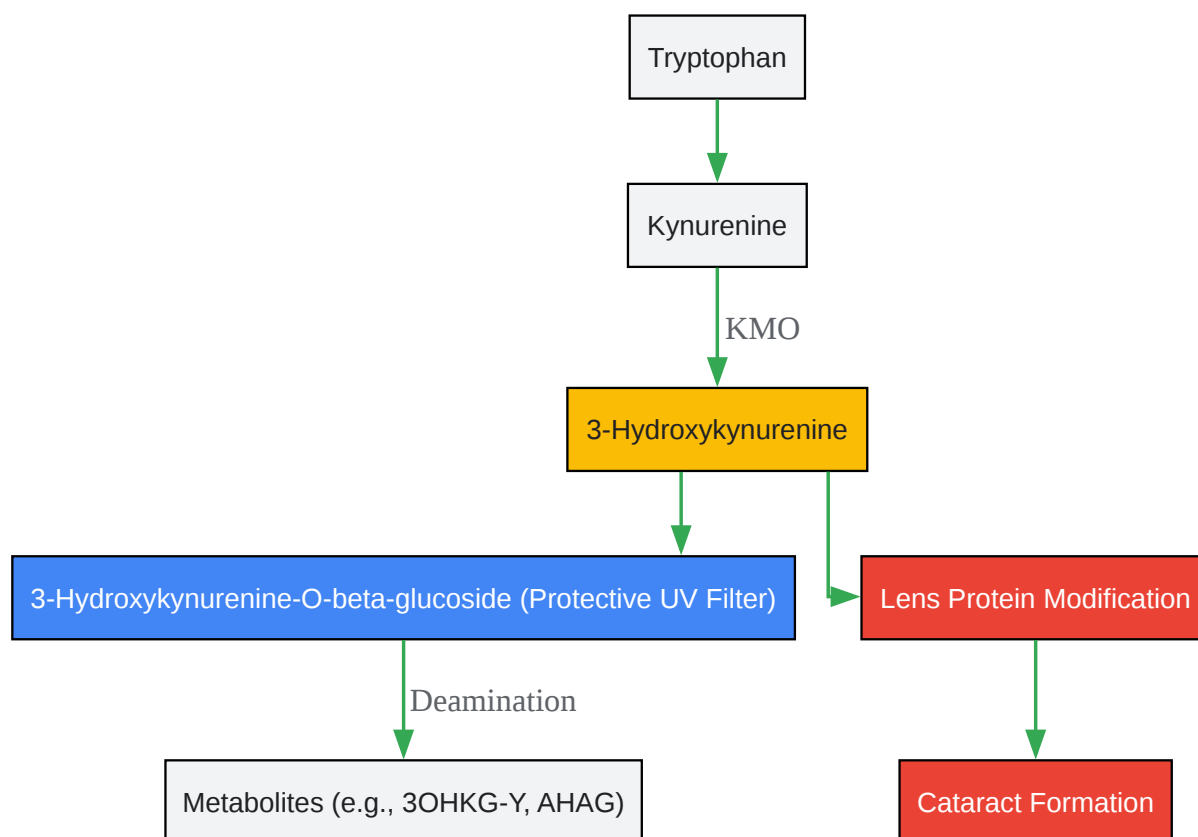 Tryptophan
Kynurenine
KMO
3-Hydroxykynurenine
3-Hydroxykynurenine-O-beta-glucoside (Protective UV Filter)
Lens Protein Modification
Deamination
Metabolites (e.g., 3OHKG-Y, AHAG)
Cataract Formation